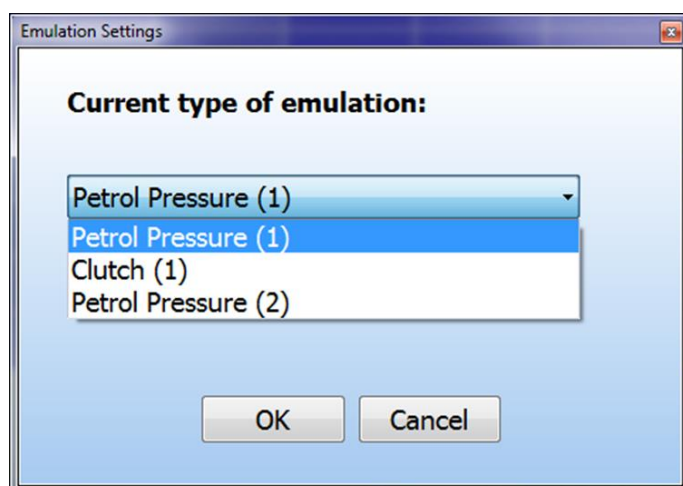 Emulation Settings
Current type of emulation:
Petrol Pressure (1)
Petrol Pressure (1)
Clutch (1)
Petrol Pressure (2)
OK Cancel